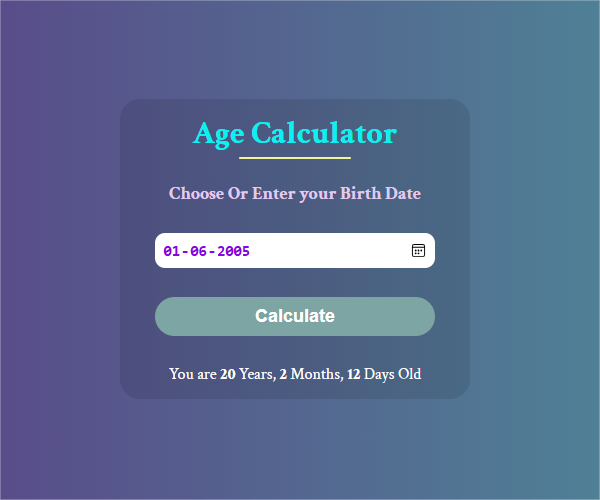 Age Calculator
Choose Or Enter your Birth Date
01-06-2005
Calculate
You are 20 Years, 2 Months, 12 Days Old